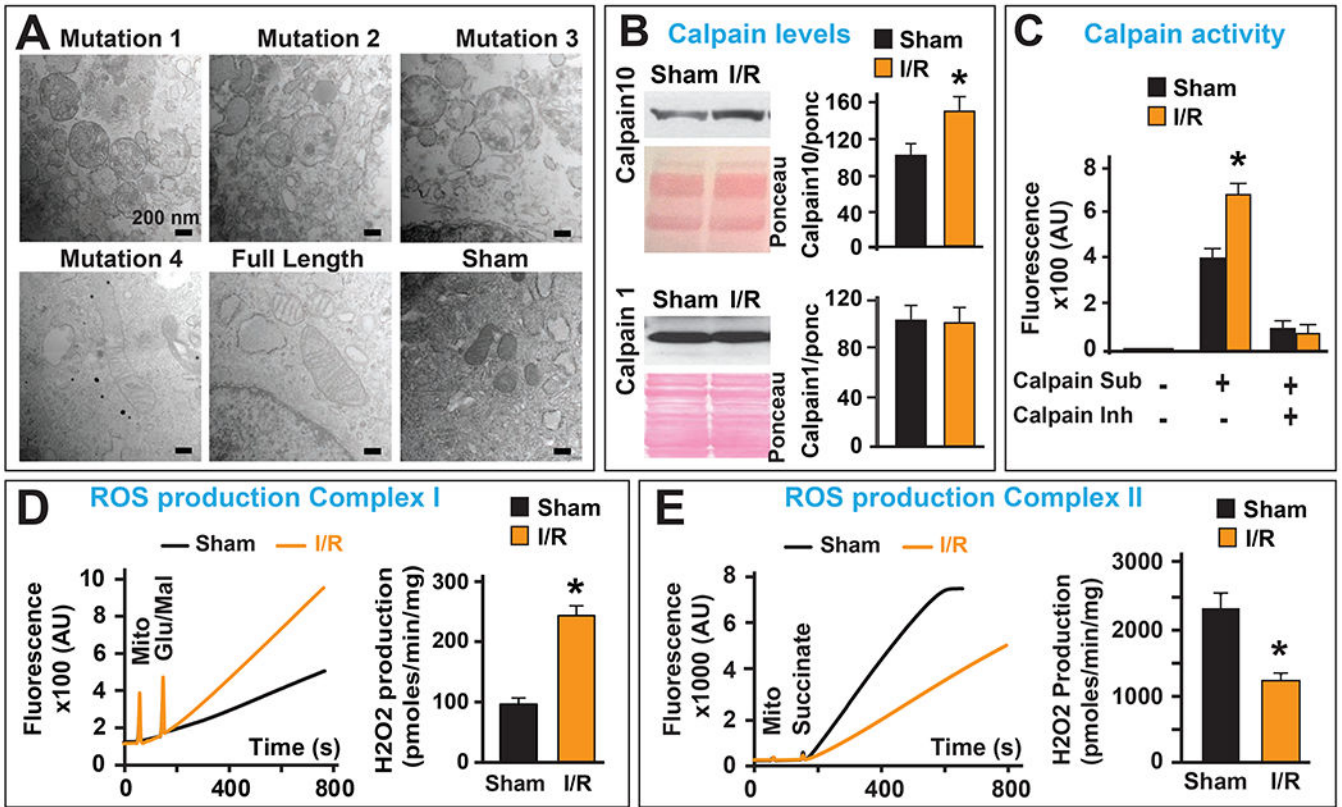 A
Mutation 1
Mutation 2
Mutation 3
200 nm
Mutation 4
Full Length
Sham
B
Calpain levels
Sham
I/R
Sham I/R
Calpain10
Ponceau
Calpain10/ponc
160
120
80
40
0
*
Sham I/R
Calpain 1
Ponceau
Calpain1/ponc
120
80
40
0
C
Calpain activity
Sham
I/R
Fluorescence
x100 (AU)
8
6
4
2
0
*
Calpain Sub - + +
Calpain Inh - - +
D
ROS production Complex I
Sham
I/R
Sham
I/R
Fluorescence
x100 (AU)
10
8
6
4
2
0
Mito
Glu/Mal
Time (s)
0 400 800
H2O2 production
(pmoles/min/mg)
300
200
100
0
*
Sham I/R
E
ROS production Complex II
Sham
I/R
Sham
I/R
Fluorescence
x1000 (AU)
8
6
4
2
0
Mito
Succinate
Time (s)
0 400 800
H2O2 Production
(pmoles/min/mg)
3000
2000
1000
0
*
Sham I/R